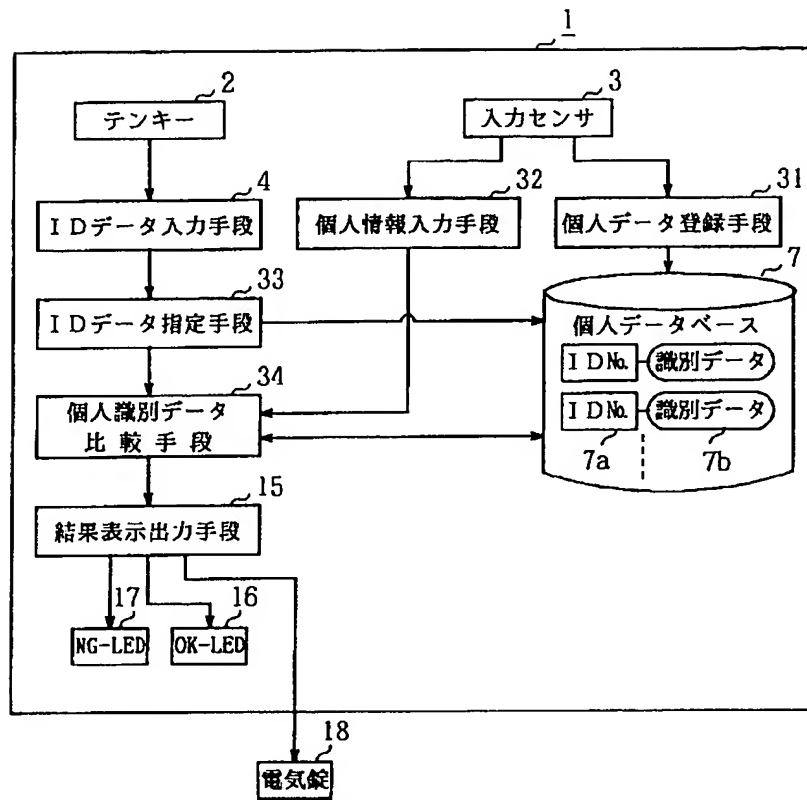 1
2
テンキー
3
入力センサ
4
IDデータ入力手段
32
個人情報入力手段
31
個人データ登録手段
33
IDデータ指定手段
7
個人データベース
ID№ 識別データ
ID№ 識別データ
7a 7b
34
個人識別データ
比較手段
15
結果表示出力手段
17
NG-LED
16
OK-LED
18
電気錠